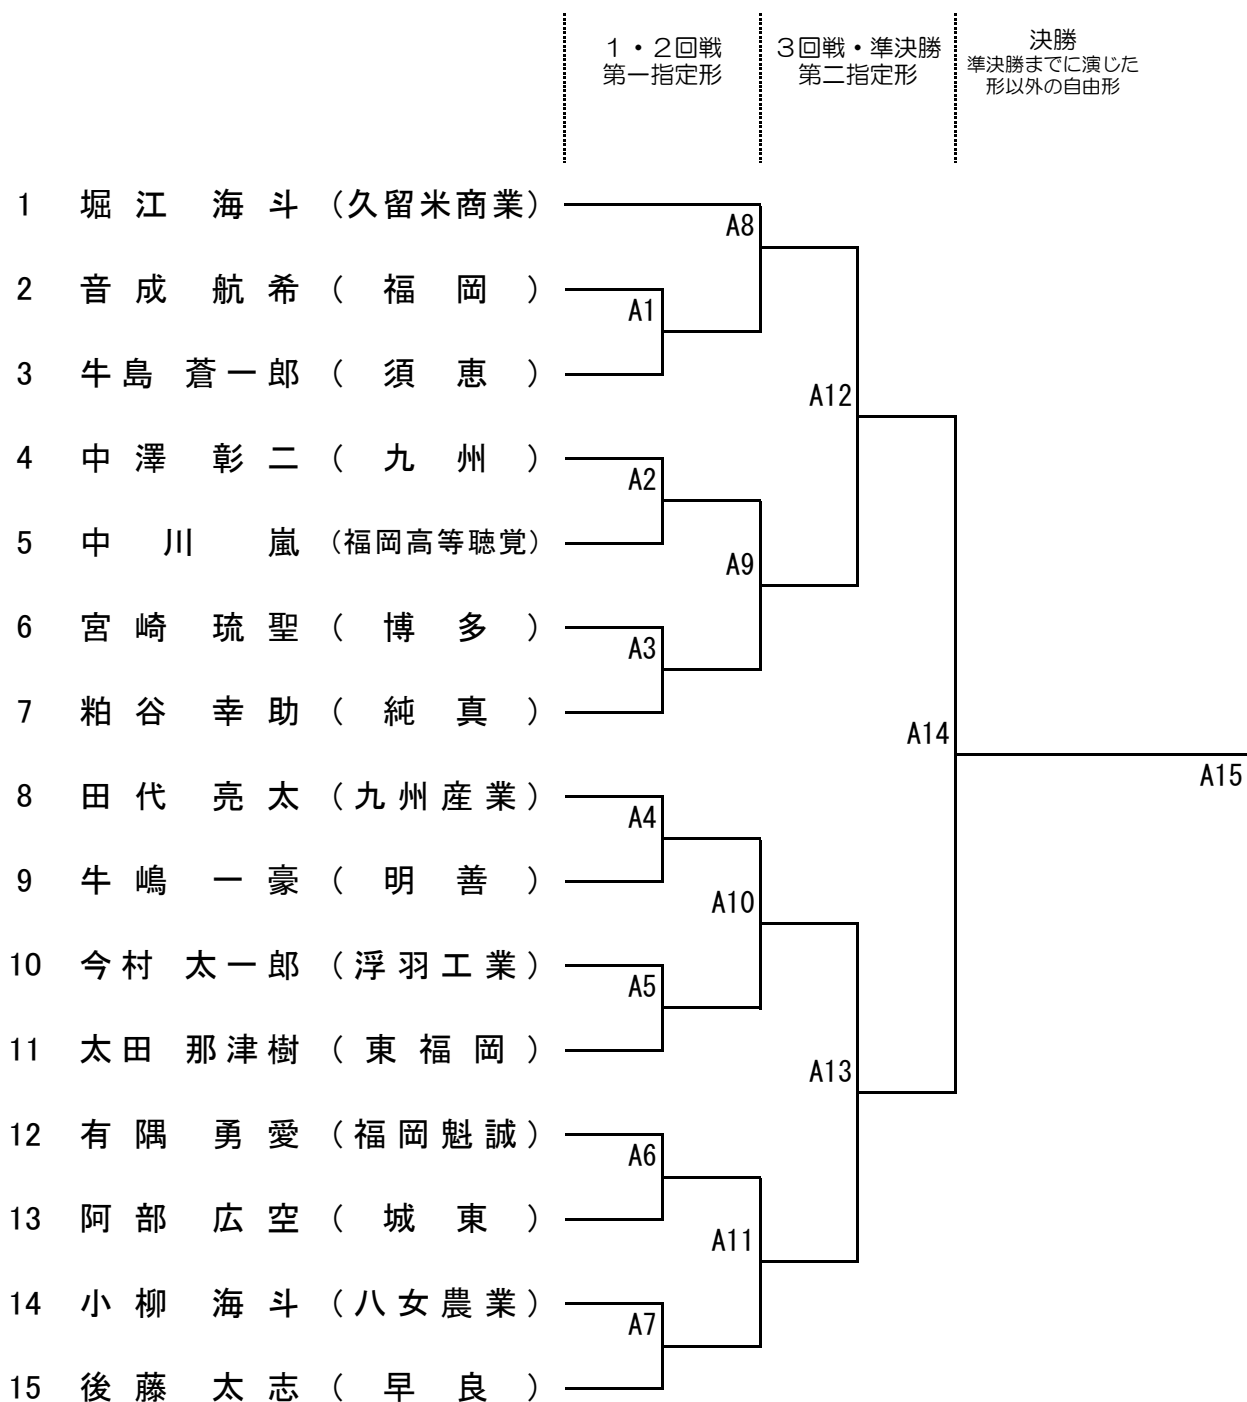 1・2回戦
第一指定形
3回戦・準決勝
第二指定形
決勝
準決勝までに演じた
形以外の自由形
1 堀江 海斗 (久留米商業)
A8
2 音成 航希 (福岡)
A1
3 牛島 蒼一郎 (須恵)
A12
4 中澤 彰二 (九州)
A2
5 中川 嵐 (福岡高等聴覚)
A9
6 宮崎 琉聖 (博多)
A3
7 粕谷 幸助 (純真)
A14
A15
8 田代 亮太 (九州産業)
A4
9 牛嶋 一豪 (明善)
A10
10 今村 太一郎 (浮羽工業)
A5
11 太田 那津樹 (東福岡)
A13
12 有隅 勇愛 (福岡魁誠)
A6
13 阿部 広空 (城東)
A11
14 小柳 海斗 (八女農業)
A7
15 後藤 太志 (早良)